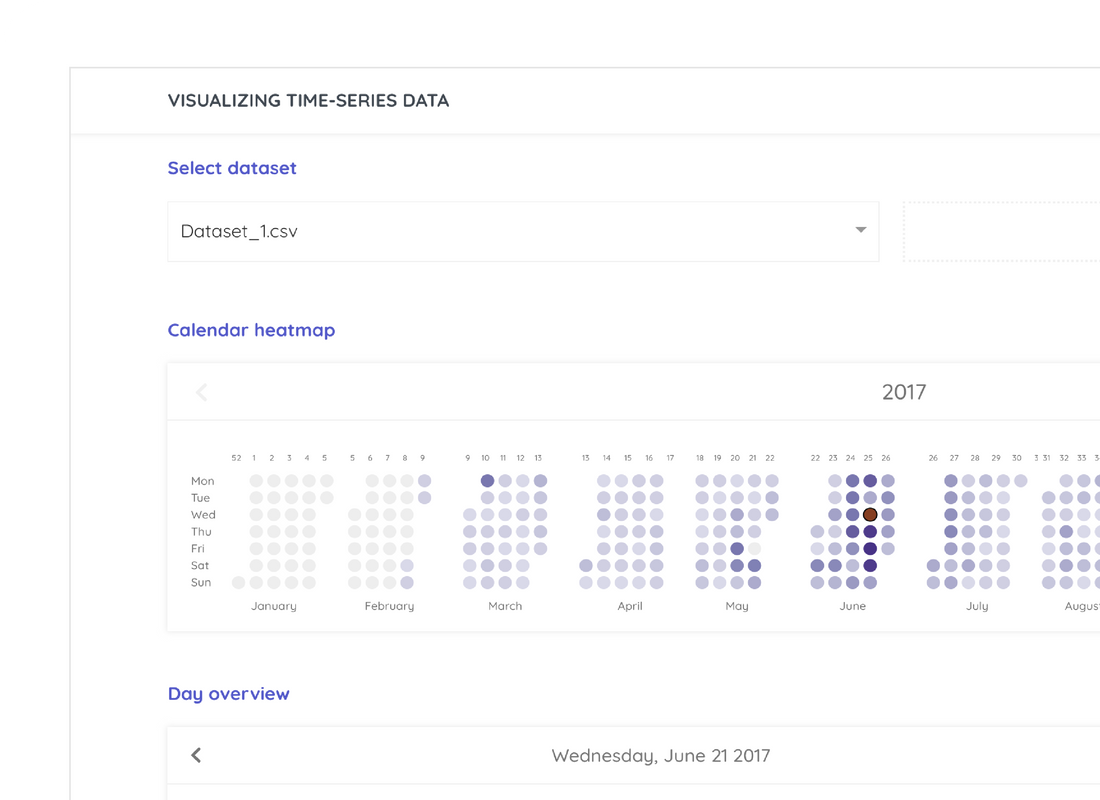 VISUALIZING TIME-SERIES DATA
Select dataset
Dataset_1.csv
Calendar heatmap
2017
52 1 2 3 4 5 5 6 7 8 9 9 10 11 12 13 13 14 15 16 17 18 19 20 21 22 22 23 24 25 26 26 27 28 29 30 3 31 32 33
Mon
Tue
Wed
Thu
Fri
Sat
Sun
January February March April May June July August
Day overview
Wednesday, June 21 2017